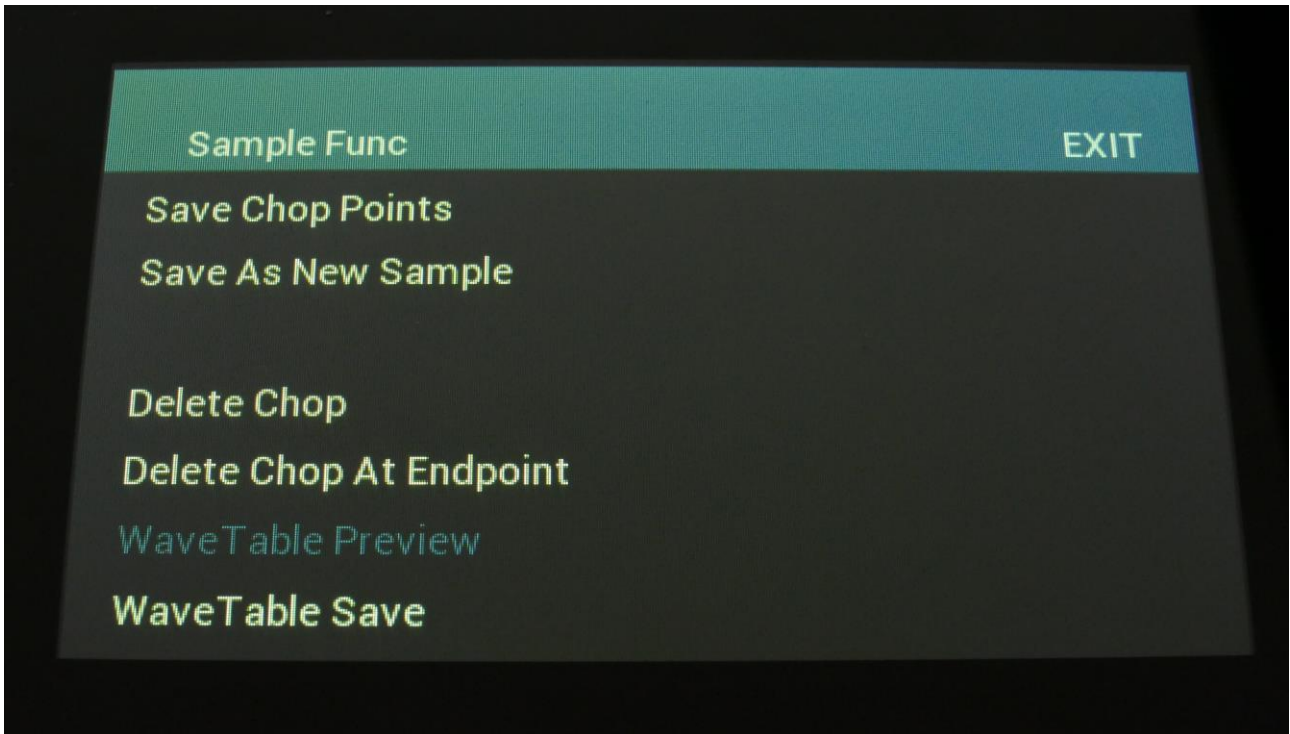 Sample Func EXIT
Save Chop Points
Save As New Sample
Delete Chop
Delete Chop At Endpoint
WaveTable Preview
WaveTable Save